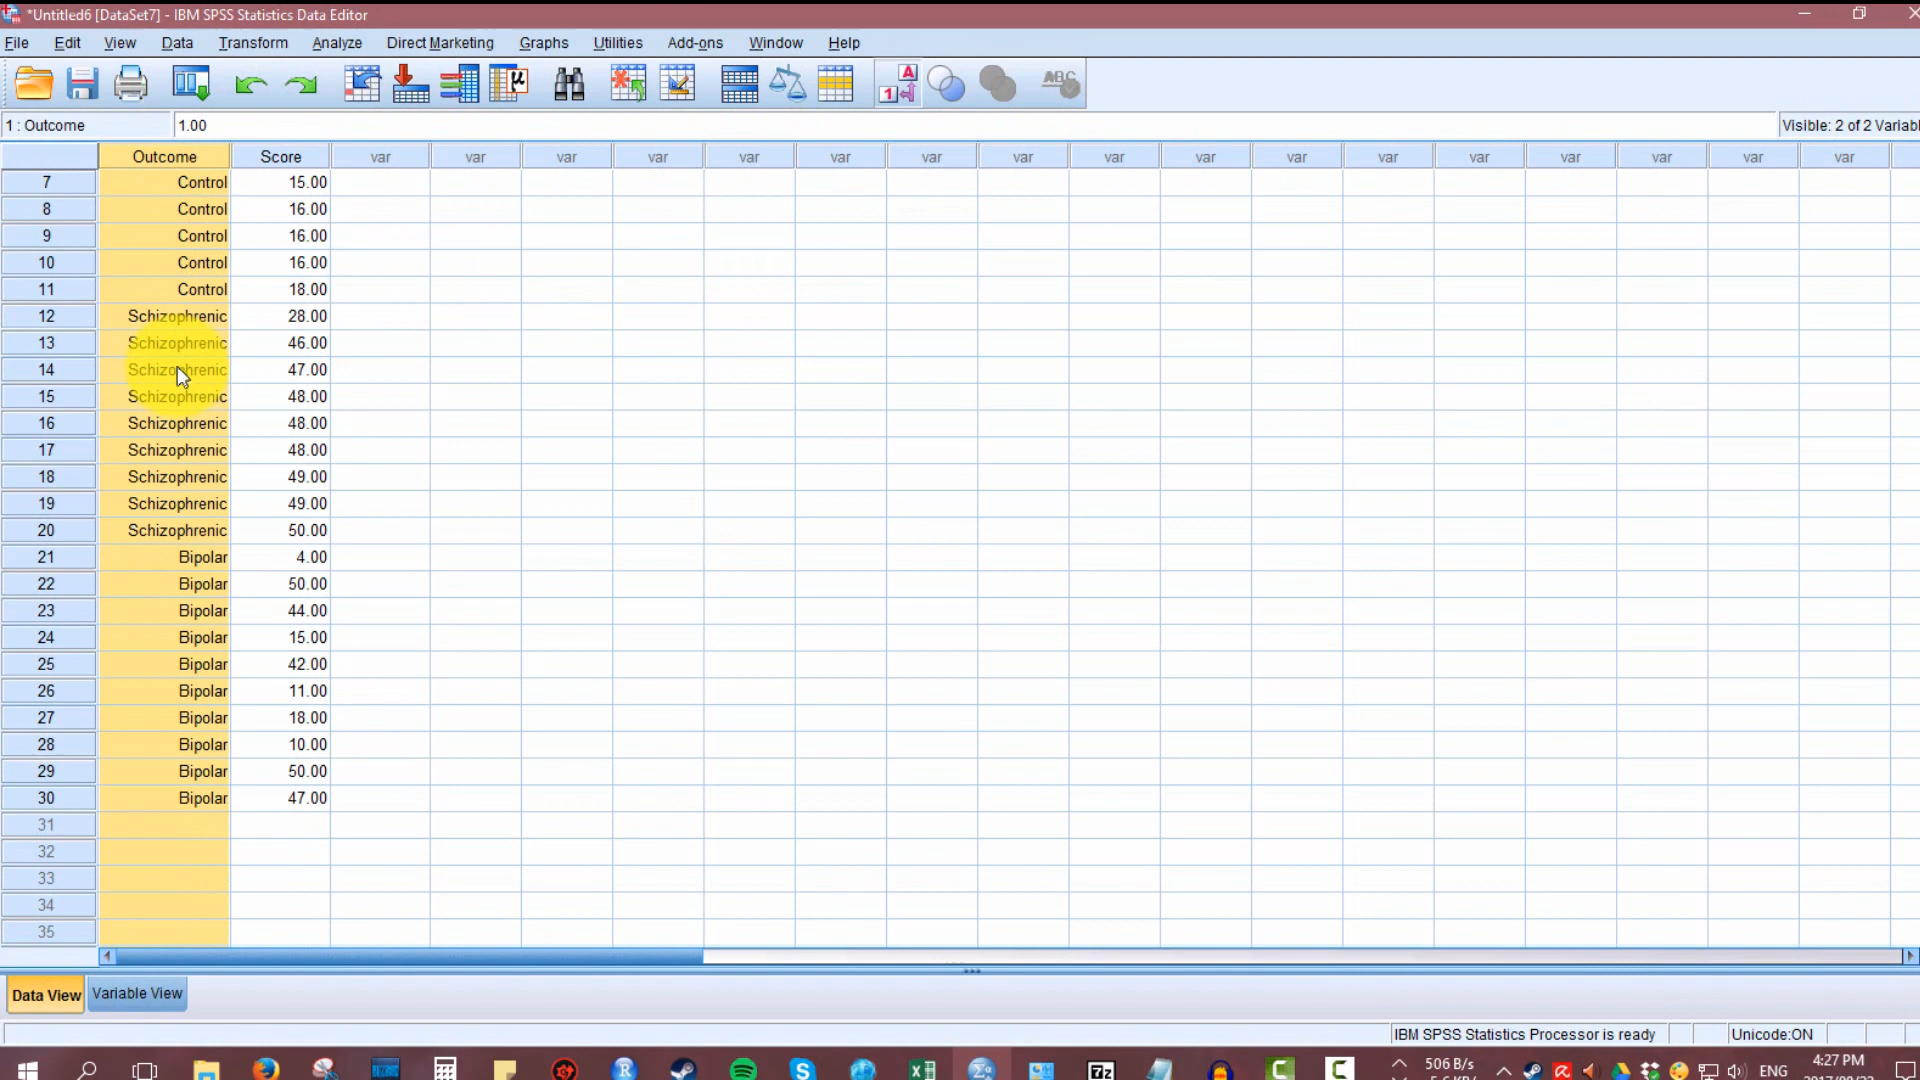 *Untitled6 [DataSet7] - IBM SPSS Statistics Data Editor
File Edit View Data Transform Analyze Direct Marketing Graphs Utilities Add-ons Window Help
1 : Outcome 1.00 Visible: 2 of 2 Variabl
Outcome Score var var var var var var var var var var var var var var var var var
7 Control 15.00
8 Control 16.00
9 Control 16.00
10 Control 16.00
11 Control 18.00
12 Schizophrenic 28.00
13 Schizophrenic 46.00
14 Schizophrenic 47.00
15 Schizophrenic 48.00
16 Schizophrenic 48.00
17 Schizophrenic 48.00
18 Schizophrenic 49.00
19 Schizophrenic 49.00
20 Schizophrenic 50.00
21 Bipolar 4.00
22 Bipolar 50.00
23 Bipolar 44.00
24 Bipolar 15.00
25 Bipolar 42.00
26 Bipolar 11.00
27 Bipolar 18.00
28 Bipolar 10.00
29 Bipolar 50.00
30 Bipolar 47.00
31
32
33
34
35
Data View Variable View
IBM SPSS Statistics Processor is ready Unicode:ON
506 B/s ENG 4:27 PM